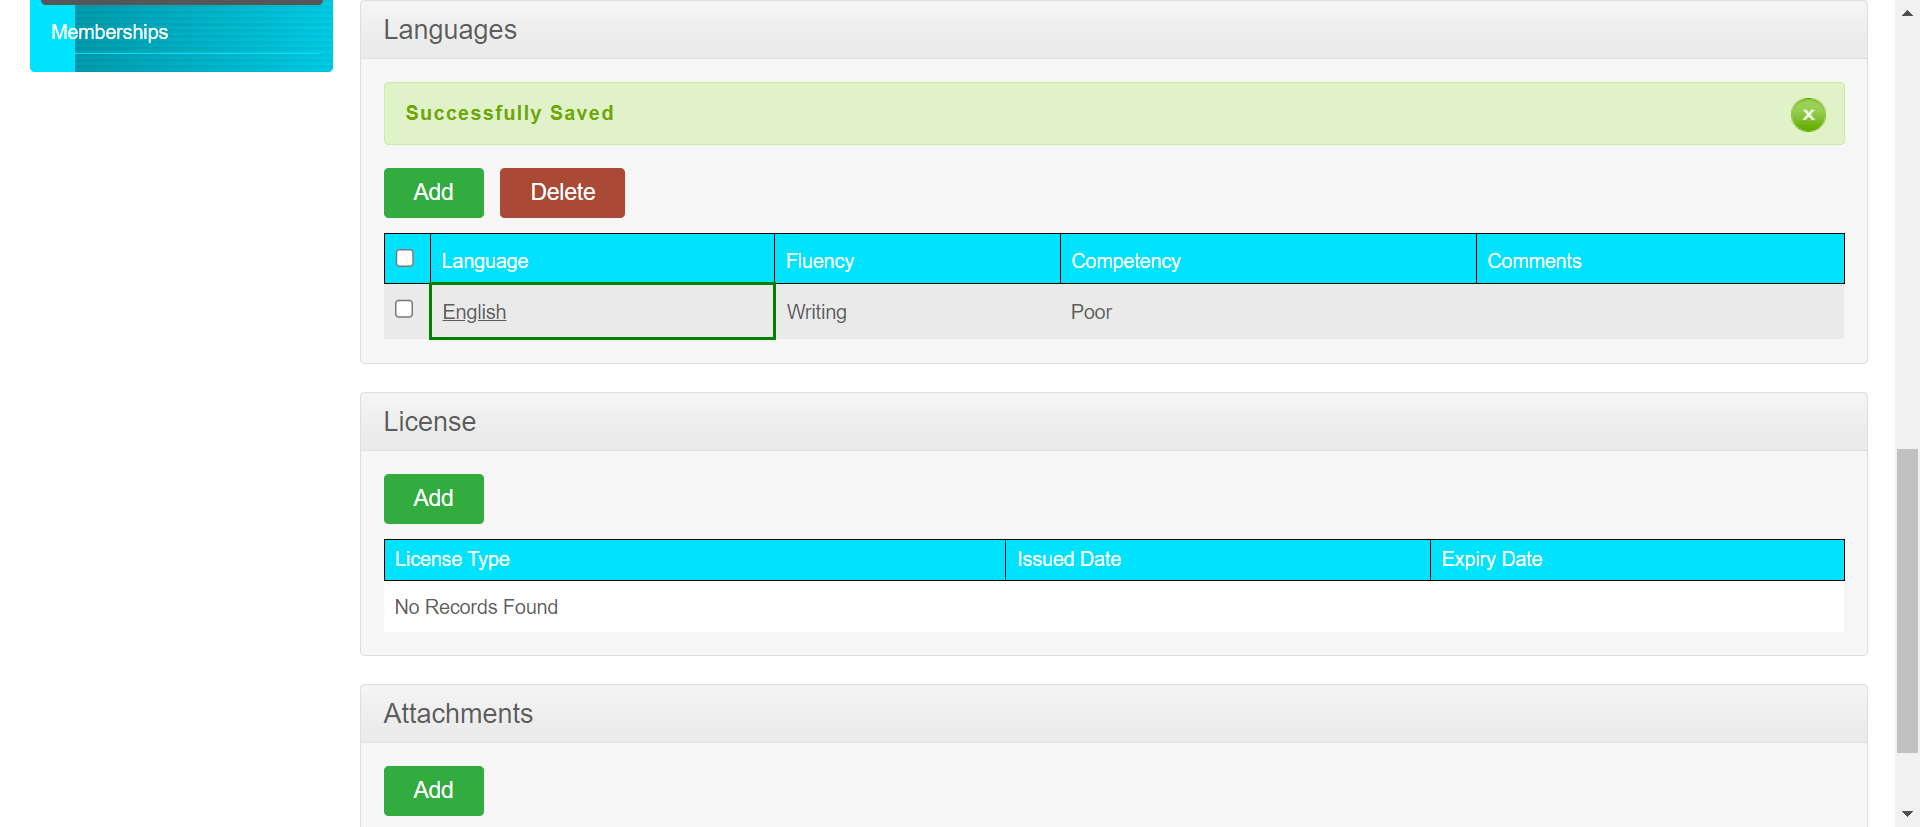 Memberships
Languages
Successfully Saved
x
Add Delete
Language Fluency Competency Comments
English Writing Poor
License
Add
License Type Issued Date Expiry Date
No Records Found
Attachments
Add